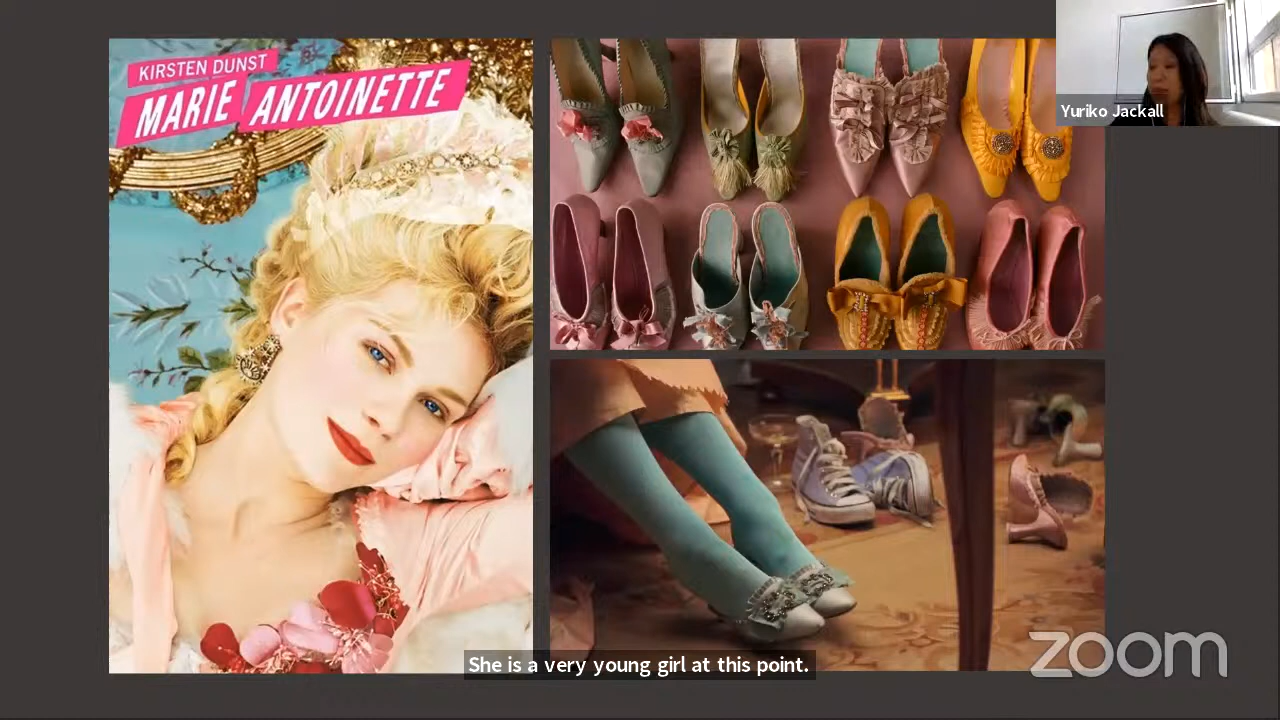 KIRSTEN DUNST
MARIE ANTOINETTE
Yuriko Jackall
She is a very young girl at this point.
zoom